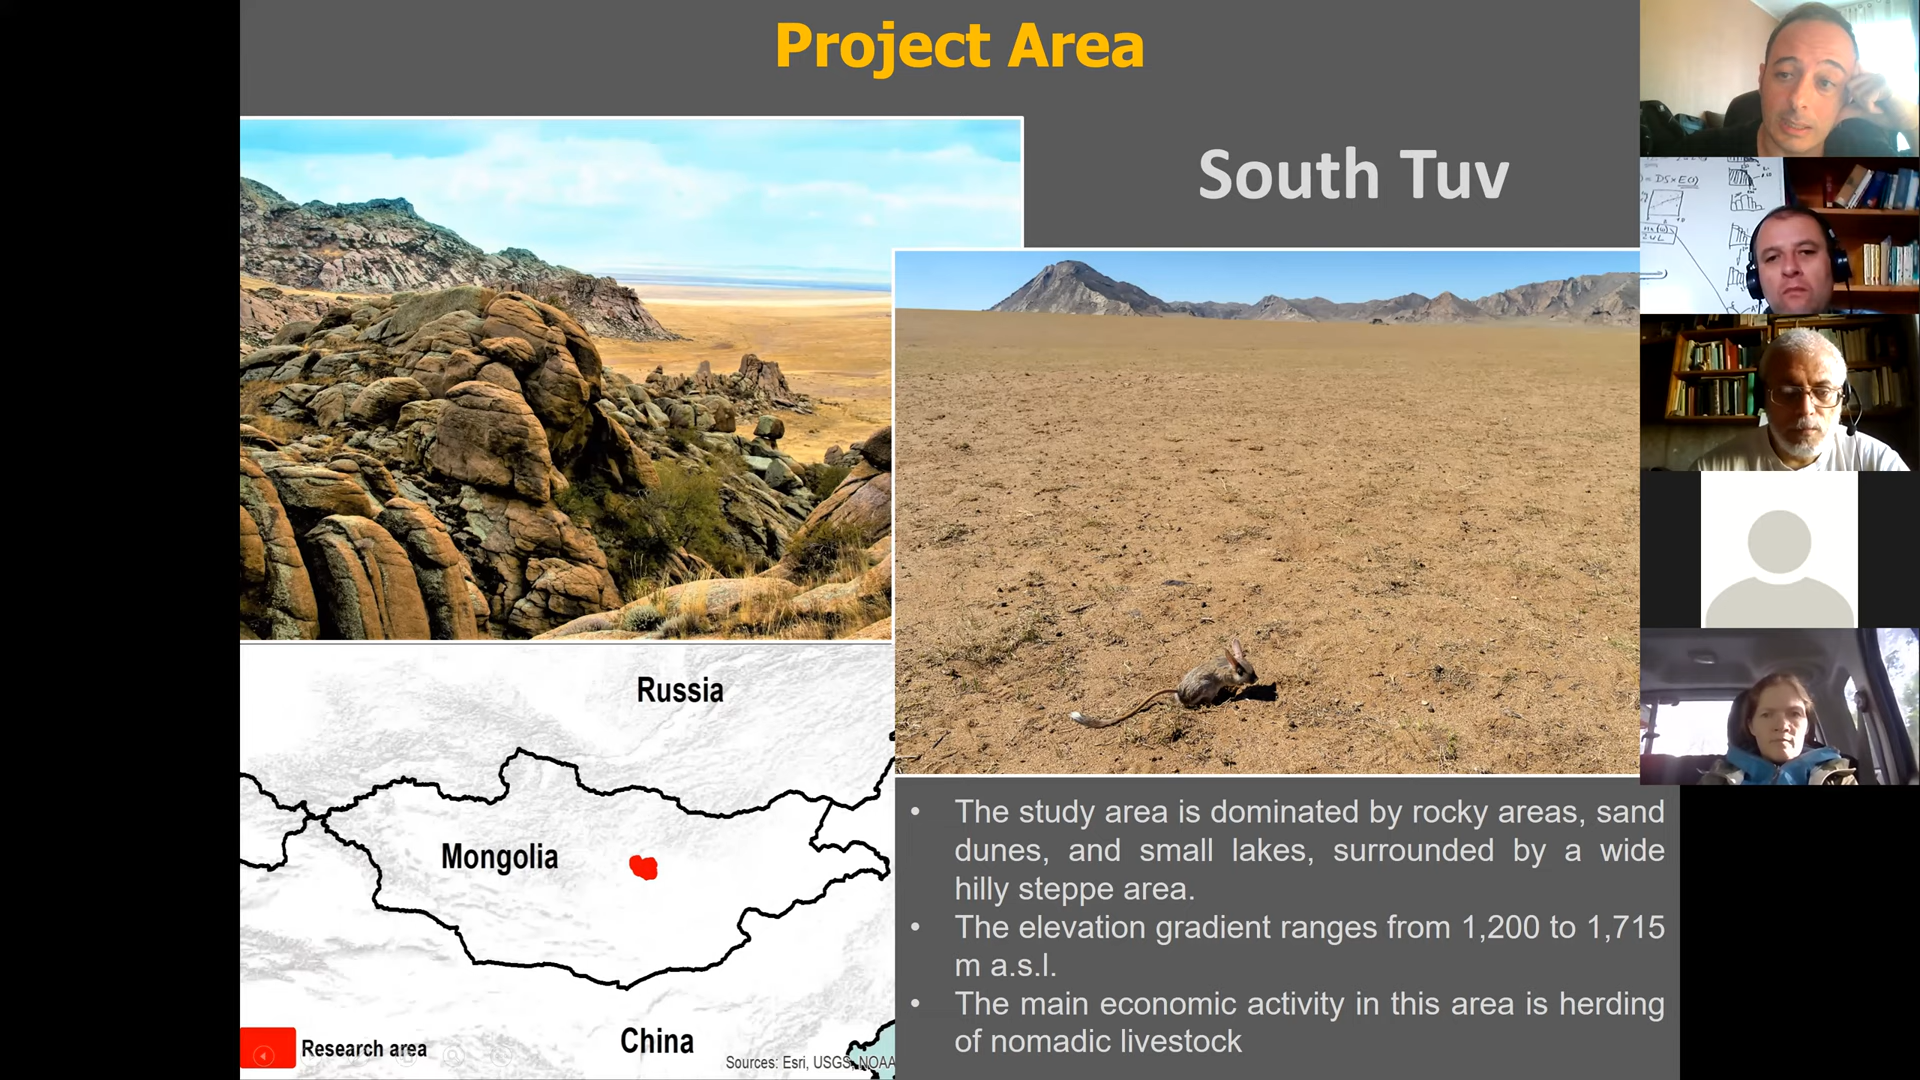 Project Area
South Tuv
Russia
Mongolia
China
Research area
Sources: Esri, USGS, NOAA
• The study area is dominated by rocky areas, sand
dunes, and small lakes, surrounded by a wide
hilly steppe area.
• The elevation gradient ranges from 1,200 to 1,715
m a.s.l.
• The main economic activity in this area is herding
of nomadic livestock